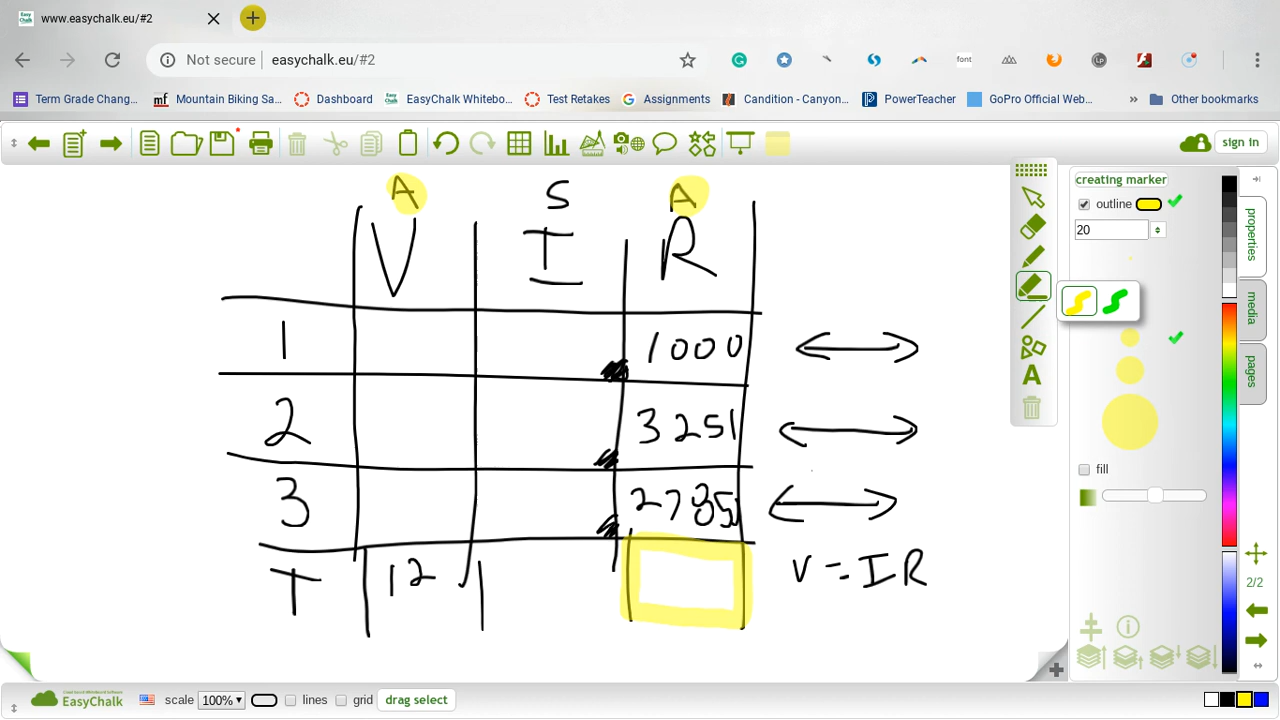 www.easychalk.eu/#2
Not secure easychalk.eu/#2
Term Grade Chang... Mountain Biking Sa... Dashboard EasyChalk Whitebo... Test Retakes Assignments Candition - Canyon... PowerTeacher GoPro Official Web... » Other bookmarks
sign in
creating marker
outline
20
properties
media
pages
fill
2/2
A S A
V I R
1 1000
2 3251
3 2785
T 12 V = IR
EasyChalk scale 100% lines grid drag select